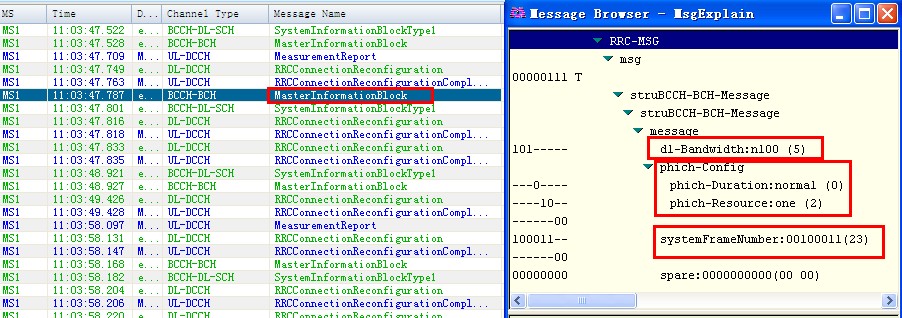 MS Time D... Channel Type Message Name
MS1 11:03:47.522 e... BCCH-DL-SCH SystemInformationBlockType1
MS1 11:03:47.528 e... BCCH-BCH MasterInformationBlock
MS1 11:03:47.709 M... UL-DCCH MeasurementReport
MS1 11:03:47.749 e... DL-DCCH RRCConnectionReconfiguration
MS1 11:03:47.763 M... UL-DCCH RRCConnectionReconfigurationCompl...
MS1 11:03:47.787 e... BCCH-BCH MasterInformationBlock
MS1 11:03:47.801 e... BCCH-DL-SCH SystemInformationBlockType1
MS1 11:03:47.816 e... DL-DCCH RRCConnectionReconfiguration
MS1 11:03:47.818 M... UL-DCCH RRCConnectionReconfigurationCompl...
MS1 11:03:47.833 e... DL-DCCH RRCConnectionReconfiguration
MS1 11:03:47.835 M... UL-DCCH RRCConnectionReconfigurationCompl...
MS1 11:03:48.921 e... BCCH-DL-SCH SystemInformationBlockType1
MS1 11:03:48.927 e... BCCH-BCH MasterInformationBlock
MS1 11:03:49.426 e... DL-DCCH RRCConnectionReconfiguration
MS1 11:03:49.428 M... UL-DCCH RRCConnectionReconfigurationCompl...
MS1 11:03:58.097 M... UL-DCCH MeasurementReport
MS1 11:03:58.131 e... DL-DCCH RRCConnectionReconfiguration
MS1 11:03:58.147 M... UL-DCCH RRCConnectionReconfigurationCompl...
MS1 11:03:58.168 e... BCCH-BCH MasterInformationBlock
MS1 11:03:58.182 e... BCCH-DL-SCH SystemInformationBlockType1
MS1 11:03:58.204 e... DL-DCCH RRCConnectionReconfiguration
MS1 11:03:58.206 M... UL-DCCH RRCConnectionReconfigurationCompl...
MS1 11:03:58.220 e... DL-DCCH RRCConnectionReconfiguration
Message Browser - MsgExplain
RRC-MSG
msg
00000111 T
struBCCH-BCH-Message
struBCCH-BCH-Message
message
101----- dl-Bandwidth:n100 (5)
phich-Config
---0---- phich-Duration:normal (0)
----10-- phich-Resource:one (2)
------00
100011-- systemFrameNumber:00100011(23)
------00
00000000 spare:0000000000(00 00)